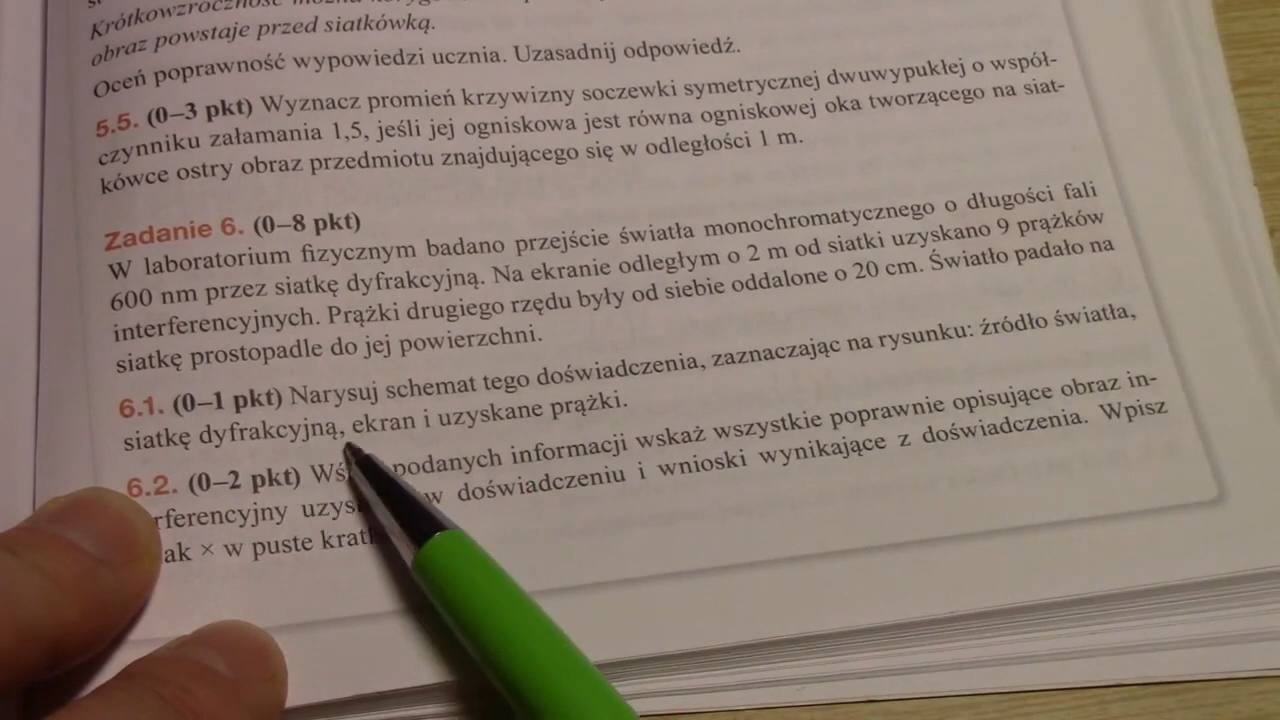 Krótkowzroczność można
obraz powstaje przed siatkówką.
Oceń poprawność wypowiedzi ucznia. Uzasadnij odpowiedź.
5.5. (0–3 pkt) Wyznacz promień krzywizny soczewki symetrycznej dwuwypukłej o współ-
czynniku załamania 1,5, jeśli jej ogniskowa jest równa ogniskowej oka tworzącego na siat-
kówce ostry obraz przedmiotu znajdującego się w odległości 1 m.
Zadanie 6. (0–8 pkt)
W laboratorium fizycznym badano przejście światła monochromatycznego o długości fali
600 nm przez siatkę dyfrakcyjną. Na ekranie odległym o 2 m od siatki uzyskano 9 prążków
interferencyjnych. Prążki drugiego rzędu były od siebie oddalone o 20 cm. Światło padało na
siatkę prostopadle do jej powierzchni.
6.1. (0–1 pkt) Narysuj schemat tego doświadczenia, zaznaczając na rysunku: źródło światła,
siatkę dyfrakcyjną, ekran i uzyskane prążki.
6.2. (0–2 pkt) podanych informacji wskaż wszystkie poprawnie opisujące obraz in-
rferencyjny w doświadczeniu i wnioski wynikające z doświadczenia. Wpisz
ak × w puste